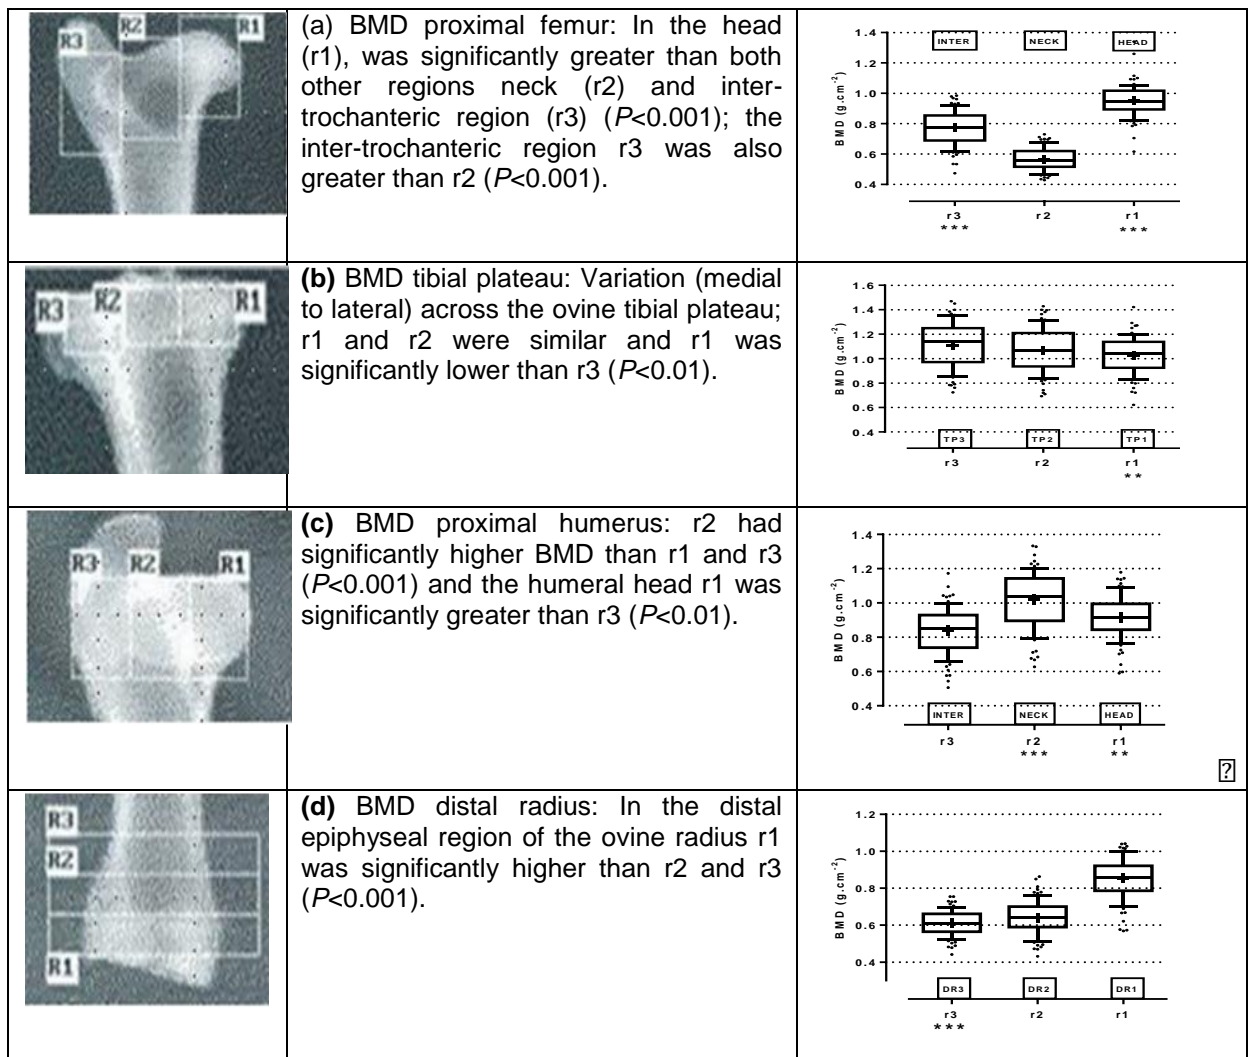 R3
R2
R1
(a) BMD proximal femur: In the head
(r1), was significantly greater than both
other regions neck (r2) and inter-
trochanteric region (r3) (P<0.001); the
inter-trochanteric region r3 was also
greater than r2 (P<0.001).
BMD (g.cm-2)
1.4
1.2
1.0
0.8
0.6
0.4
INTER NECK HEAD
r3 r2 r1
*** ***
R3
R2
R1
(b) BMD tibial plateau: Variation (medial
to lateral) across the ovine tibial plateau;
r1 and r2 were similar and r1 was
significantly lower than r3 (P<0.01).
BMD (g.cm-2)
1.6
1.4
1.2
1.0
0.8
0.6
0.4
TP3 TP2 TP1
r3 r2 r1
**
R3
R2
R1
(c) BMD proximal humerus: r2 had
significantly higher BMD than r1 and r3
(P<0.001) and the humeral head r1 was
significantly greater than r3 (P<0.01).
BMD (g.cm-2)
1.4
1.2
1.0
0.8
0.6
0.4
INTER NECK HEAD
r3 r2 r1
*** **
?
R3
R2
R1
(d) BMD distal radius: In the distal
epiphyseal region of the ovine radius r1
was significantly higher than r2 and r3
(P<0.001).
BMD (g.cm-2)
1.2
1.0
0.8
0.6
0.4
DR3 DR2 DR1
r3 r2 r1
***